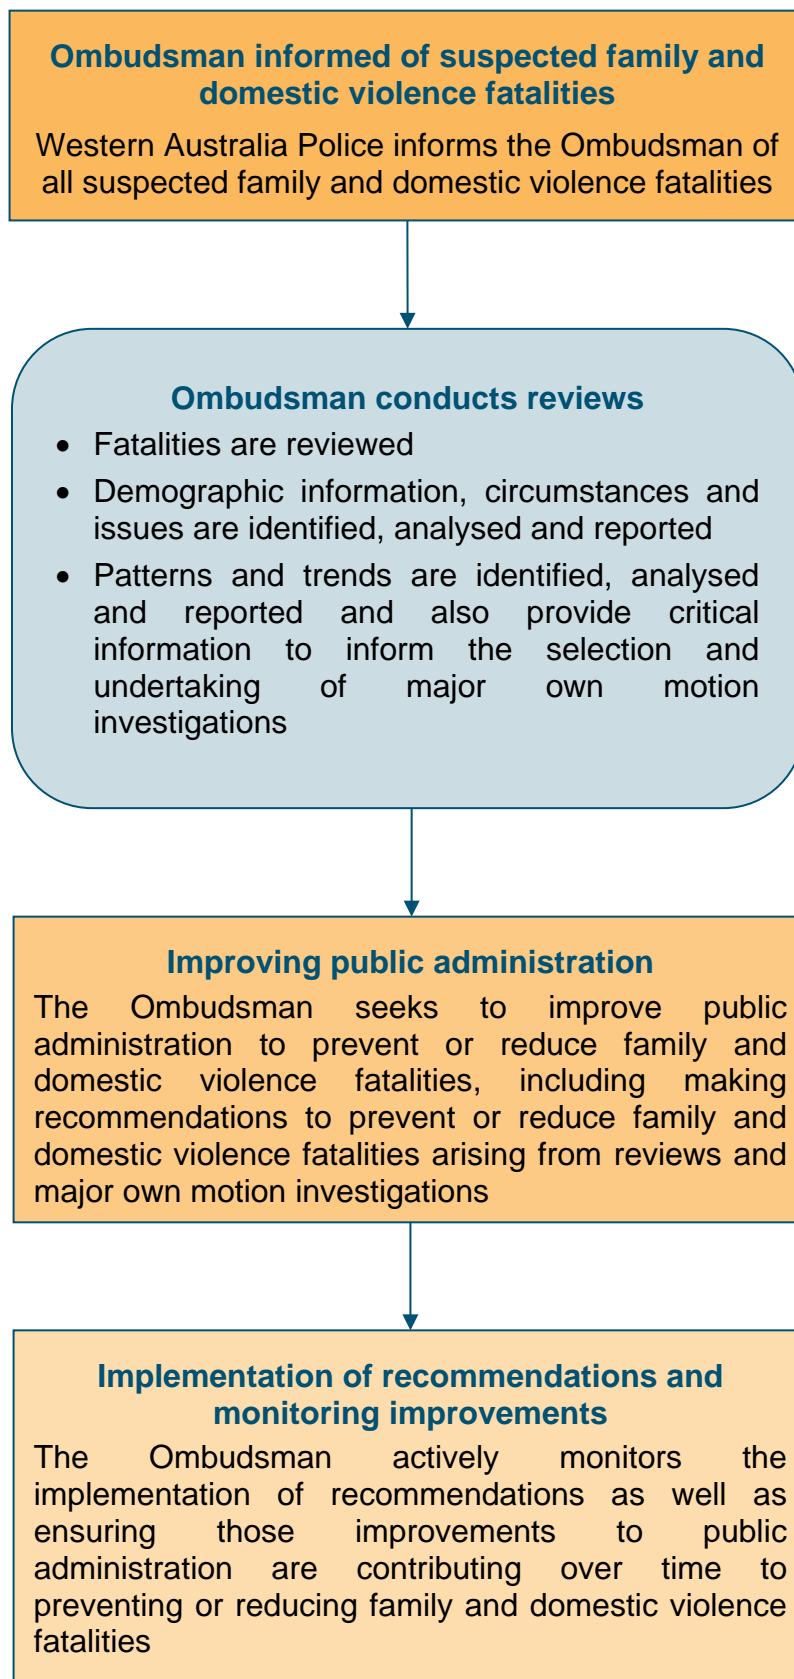 Ombudsman informed of suspected family and
domestic violence fatalities
Western Australia Police informs the Ombudsman of
all suspected family and domestic violence fatalities
Ombudsman conducts reviews
• Fatalities are reviewed
• Demographic information, circumstances and
issues are identified, analysed and reported
• Patterns and trends are identified, analysed
and reported and also provide critical
information to inform the selection and
undertaking of major own motion
investigations
Improving public administration
The Ombudsman seeks to improve public
administration to prevent or reduce family and
domestic violence fatalities, including making
recommendations to prevent or reduce family and
domestic violence fatalities arising from reviews and
major own motion investigations
Implementation of recommendations and
monitoring improvements
The Ombudsman actively monitors the
implementation of recommendations as well as
ensuring those improvements to public
administration are contributing over time to
preventing or reducing family and domestic violence
fatalities